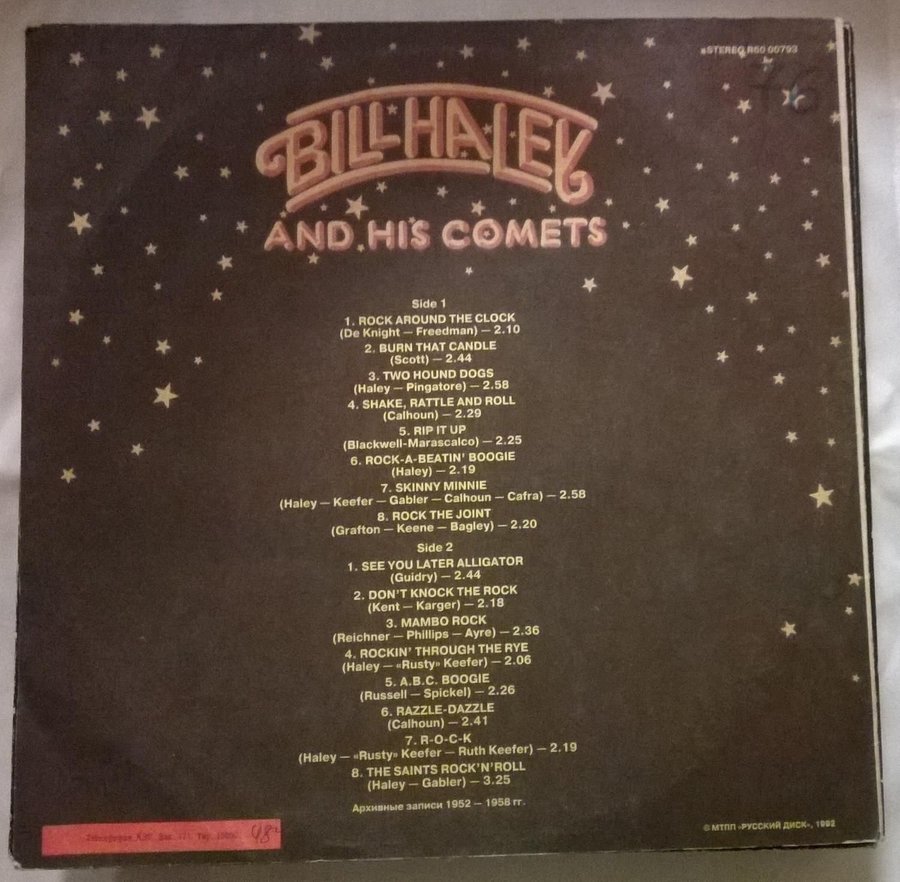 STEREO R60 00793
76
BILL HALEY
AND HIS COMETS
Side 1
1. ROCK AROUND THE CLOCK
(De Knight — Freedman) — 2.10
2. BURN THAT CANDLE
(Scott) — 2.44
3. TWO HOUND DOGS
(Haley — Pingatore) — 2.58
4. SHAKE, RATTLE AND ROLL
(Calhoun) — 2.29
5. RIP IT UP
(Blackwell-Marascalco) — 2.25
6. ROCK-A-BEATIN' BOOGIE
(Haley) — 2.19
7. SKINNY MINNIE
(Haley — Keefer — Gabler — Calhoun — Cafra) — 2.58
8. ROCK THE JOINT
(Grafton — Keene — Bagley) — 2.20
Side 2
1. SEE YOU LATER ALLIGATOR
(Guidry) — 2.44
2. DON'T KNOCK THE ROCK
(Kent — Karger) — 2.18
3. MAMBO ROCK
(Reichner — Phillips — Ayre) — 2.36
4. ROCKIN' THROUGH THE RYE
(Haley — «Rusty» Keefer) — 2.06
5. A.B.C. BOOGIE
(Russell — Spickel) — 2.26
6. RAZZLE-DAZZLE
(Calhoun) — 2.41
7. R-O-C-K
(Haley — «Rusty» Keefer — Ruth Keefer) — 2.19
8. THE SAINTS ROCK'N'ROLL
(Haley — Gabler) — 3.25
Архивные записи 1952 — 1958 гг.
© МТПП «РУССКИЙ ДИСК», 1992